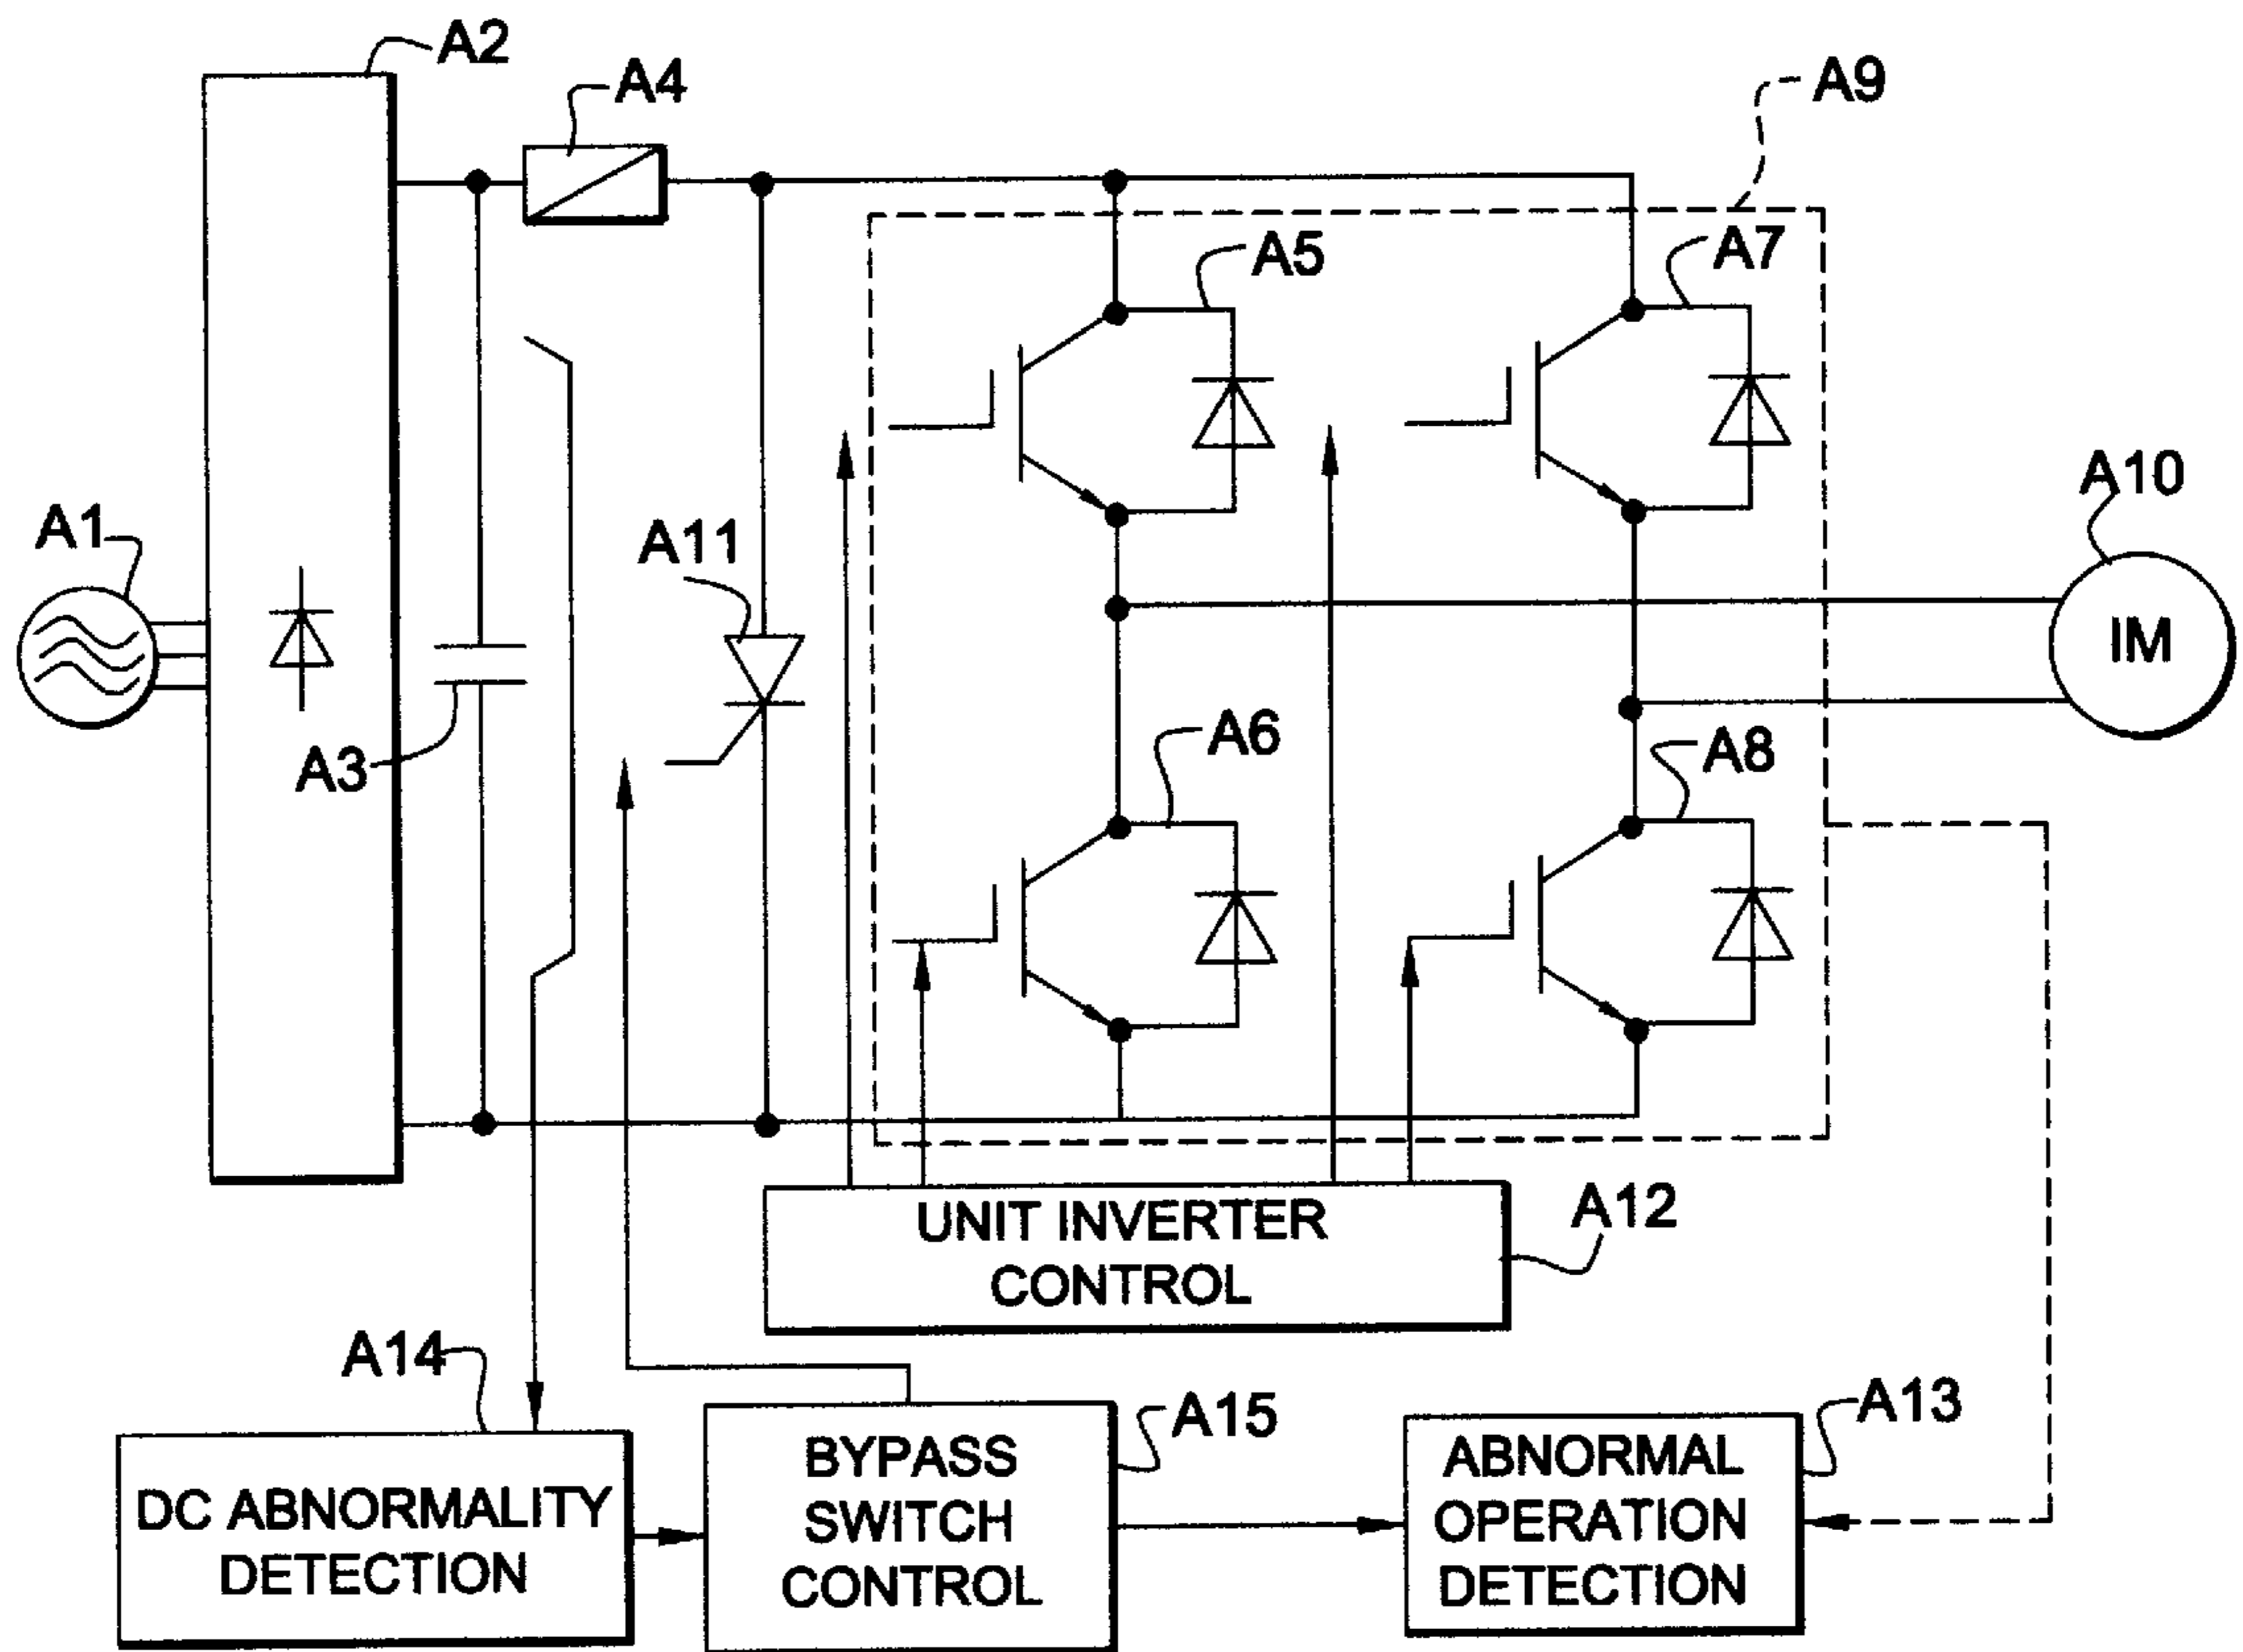 A2
A4
A9
A5
A7
A1
A11
A10
IM
A3
A6
A8
UNIT INVERTER
CONTROL
A12
A14
DC ABNORMALITY
DETECTION
A15
BYPASS
SWITCH
CONTROL
A13
ABNORMAL
OPERATION
DETECTION